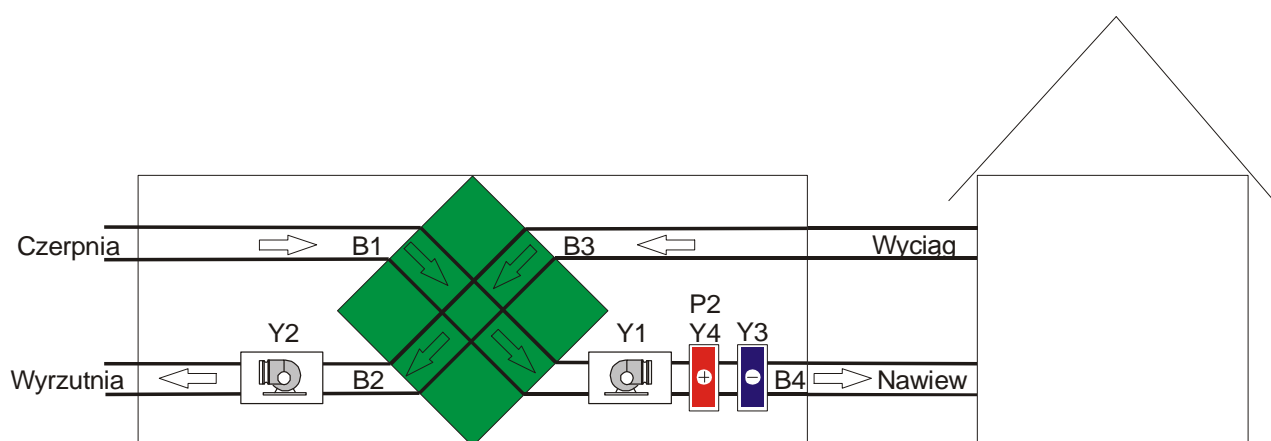 Czerpnia
B1
B3
Wyciąg
P2
Y2
Y1
Y4
Y3
Wyrzutnia
B2
B4
Nawiew